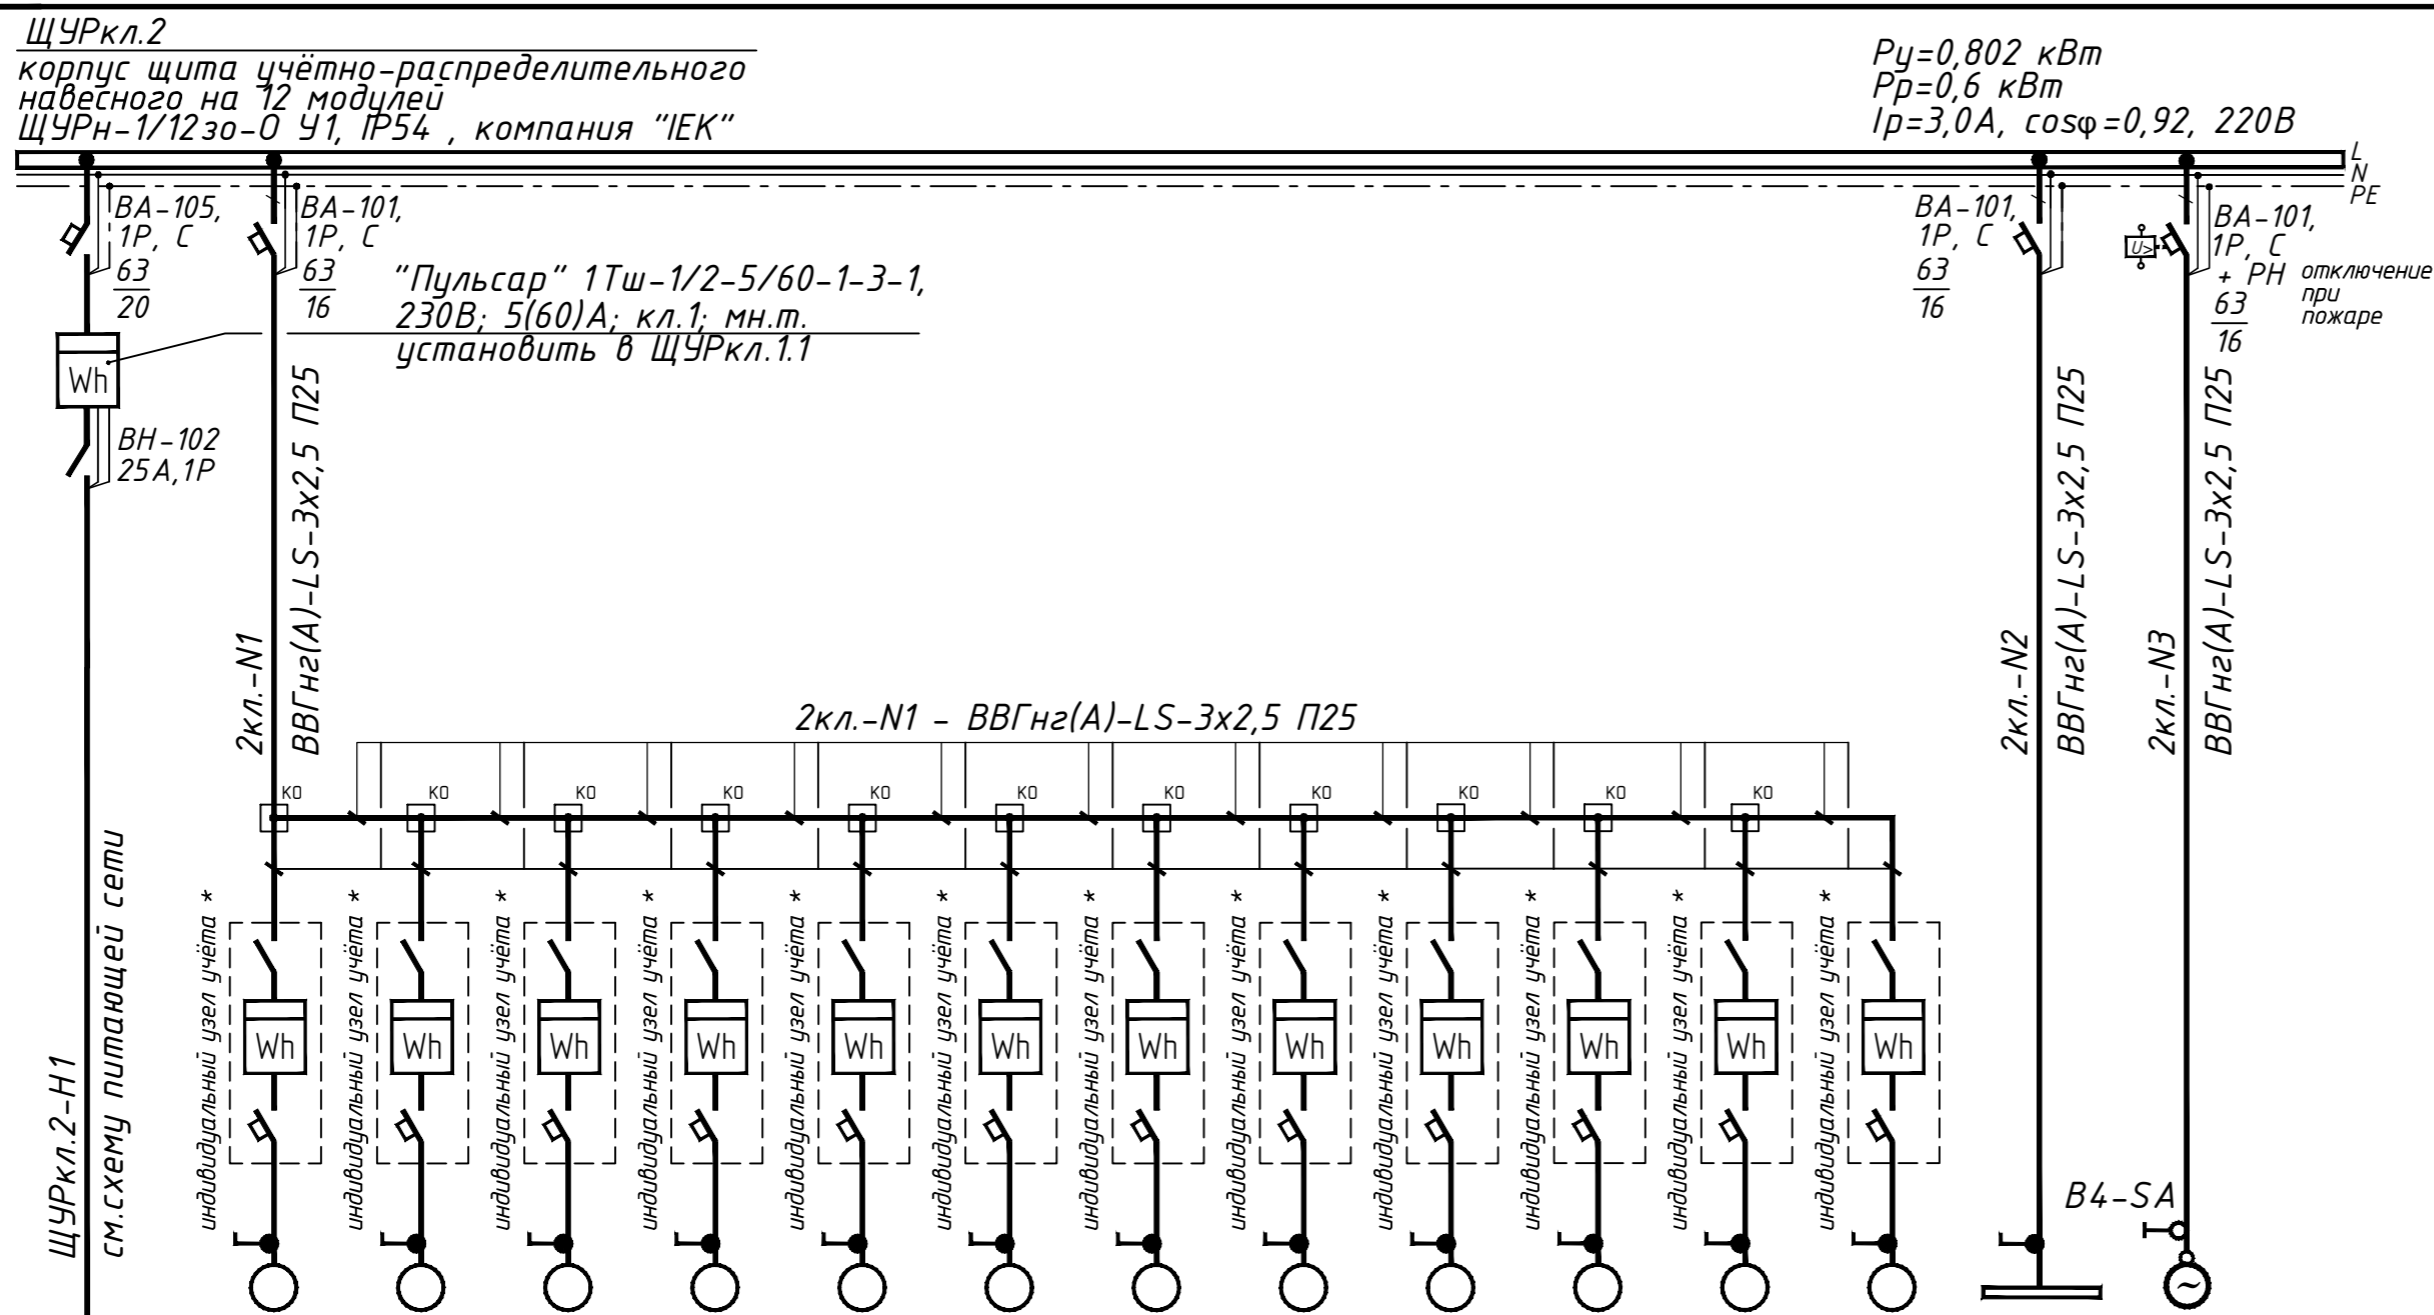 ЩУРкл.2
корпус щита учётно-распределительного
навесного на 12 модулей
ЩУРн-1/12зо-0 У1, IP54 , компания "IEK"
Ру=0,802 кВт
Рр=0,6 кВт
Iр=3,0А, cosφ=0,92, 220В
L
N
PE
ВА-105,
1Р, С
63
20
ВА-101,
1Р, С
63
16
"Пульсар" 1Тш-1/2-5/60-1-3-1,
230В; 5(60)А; кл.1; мн.т.
установить в ЩУРкл.1.1
ВА-101,
1Р, С
63
16
U>
ВА-101,
1Р, С
+ РН
63
16
отключение
при
пожаре
Wh
ВН-102
25А,1Р
2кл.-N1
ВВГнг(А)-LS-3х2,5 П25
2кл.-N2
ВВГнг(А)-LS-3х2,5 П25
2кл.-N3
ВВГнг(А)-LS-3х2,5 П25
2кл.-N1 - ВВГнг(А)-LS-3х2,5 П25
КО КО КО КО КО КО КО КО КО КО КО
ЩУРкл.2-Н1
см.схему питающей сети
индивидуальный узел учёта *
индивидуальный узел учёта *
индивидуальный узел учёта *
индивидуальный узел учёта *
индивидуальный узел учёта *
индивидуальный узел учёта *
индивидуальный узел учёта *
индивидуальный узел учёта *
индивидуальный узел учёта *
индивидуальный узел учёта *
индивидуальный узел учёта *
индивидуальный узел учёта *
Wh Wh Wh Wh Wh Wh Wh Wh Wh Wh Wh Wh
В4-SA
~